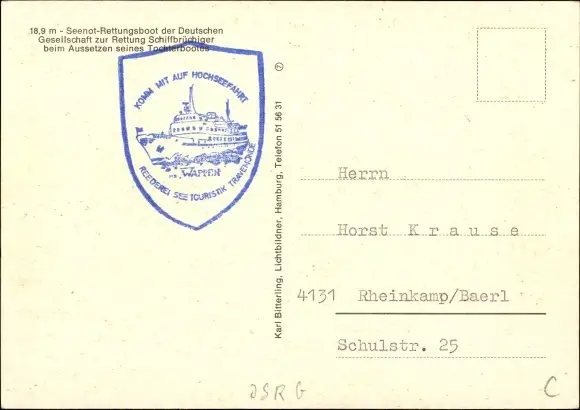 18,9 m - Seenot-Rettungsboot der Deutschen
Gesellschaft zur Rettung Schiffbrüchiger
beim Aussetzen seines Tochterbootes
KOMM MIT AUF HOCHSEEFAHRT
WAPPEN
REEDEREI SEETOURISTIK TRAVEMÜNDE
Karl Bitterling, Lichtbildner, Hamburg, Telefon 51 56 31
Herrn
Horst Krause
4131 Rheinkamp/Baerl
Schulstr. 25
DSRG
C